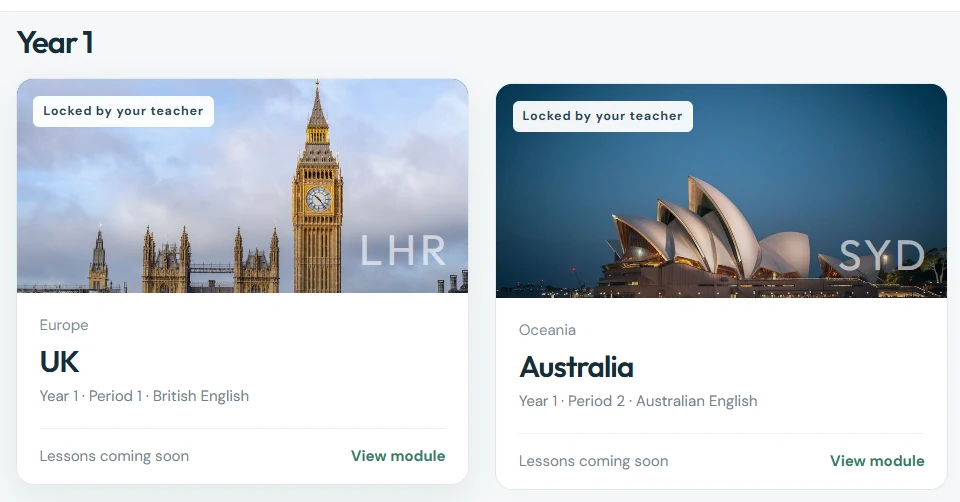 Year 1
Locked by your teacher
LHR
Europe
UK
Year 1 · Period 1 · British English
Lessons coming soon
View module
Locked by your teacher
SYD
Oceania
Australia
Year 1 · Period 2 · Australian English
Lessons coming soon
View module